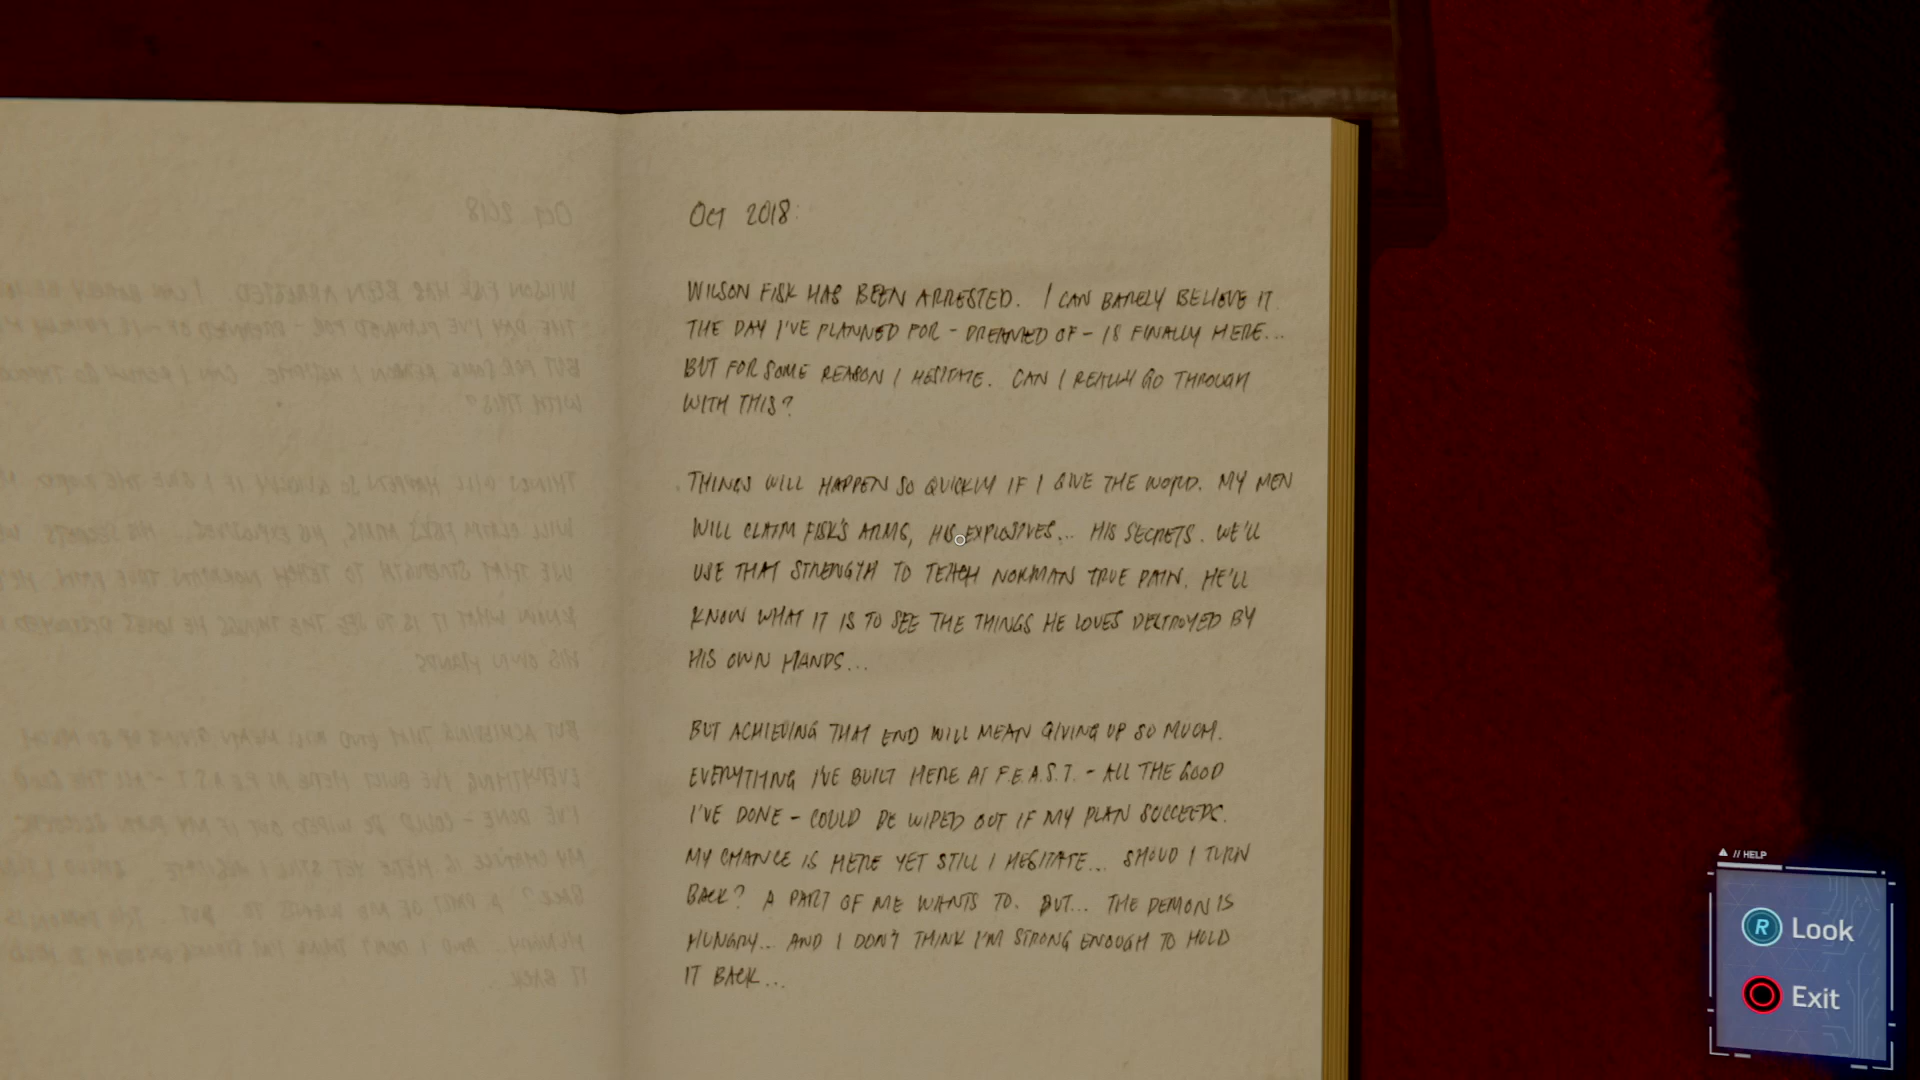 Oct 2018:
WILSON FISK HAS BEEN ARRESTED. I CAN BARELY BELIEVE IT.
THE DAY I'VE PLANNED FOR - DREAMED OF - IS FINALLY HERE...
BUT FOR SOME REASON I HESITATE. CAN I REALLY GO THROUGH
WITH THIS?
THINGS WILL HAPPEN SO QUICKLY IF I GIVE THE WORD. MY MEN
WILL CLAIM FISK'S ARMS, HIS EXPLOSIVES... HIS SECRETS. WE'LL
USE THAT STRENGTH TO TEACH NORMAN TRUE PAIN. HE'LL
KNOW WHAT IT IS TO SEE THE THINGS HE LOVES DESTROYED BY
HIS OWN HANDS...
BUT ACHIEVING THAT END WILL MEAN GIVING UP SO MUCH.
EVERYTHING I'VE BUILT HERE AT F.E.A.S.T. - ALL THE GOOD
I'VE DONE - COULD BE WIPED OUT IF MY PLAN SUCCEEDS.
MY CHANCE IS HERE YET STILL I HESITATE... SHOUD I TURN
BACK? A PART OF ME WANTS TO. BUT... THE DEMON IS
HUNGRY... AND I DON'T THINK I'M STRONG ENOUGH TO HOLD
IT BACK...
// HELP
R Look
Exit